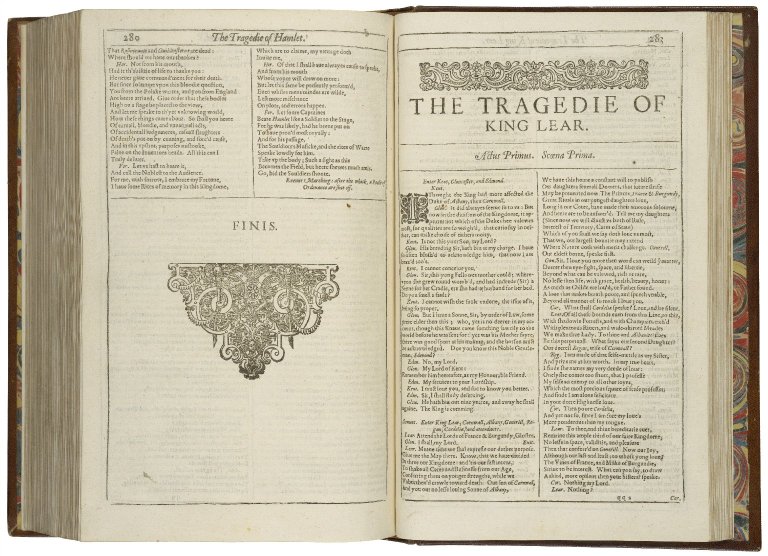 280
The Tragedie of Hamlet.
That Rosincrance and Guildensterne are dead:
Where should we haue our thankes?
Hor. Not from his mouth,
Had it th'abilitie of life to thanke you:
He neuer gaue command'ment for their death.
But since so iumpe vpon this bloodie question,
You from the Polake warres, and you from England
Are heere arriued. Giue order that these bodies
High on a stage be placed to the view,
And let me speake to th'yet vnknowing world,
How these things came about. So shall you heare
Of carnall, bloudie, and vnnaturall acts,
Of accidentall iudgements, casuall slaughters
Of death's put on by cunning, and forc'd cause,
And in this vpshot, purposes mistooke,
Falne on the Inuentors heads. All this can I
Truly deliuer.
For. Let vs hast to heare it,
And call the Noblest to the Audience.
For me, with sorrow, I embrace my Fortune,
I haue some Rites of memory in this Kingdome,
Which are to claime, my vantage doth
Inuite me,
Hor. Of that I shall haue alwayes cause to speake,
And from his mouth
Whose voyce will draw on more:
But let this same be presently perform'd,
Euen whiles mens mindes are wilde,
Lest more mischance
On plots, and errors happen.
For. Let foure Captaines
Beare Hamlet like a Soldier to the Stage,
For he was likely, had he beene put on
To haue prou'd most royally:
And for his passage,
The Souldiours Musicke, and the rites of Warre
Speake lowdly for him.
Take vp the body; Such a sight as this
Becomes the Field, but heere shewes much amis.
Go, bid the Souldiers shoote.
Exeunt Marching: after the which, a Peale of
Ordenance are shot off.
FINIS.
283
THE TRAGEDIE OF
KING LEAR.
Actus Primus. Scœna Prima.
Enter Kent, Gloucester, and Edmond.
Kent.
I Thought the King had more affected the
Duke of Albany, then Cornwall.
Glou. It did alwayes seeme so to vs: But
now in the diuision of the Kingdome, it ap-
peares not which of the Dukes hee valewes
most, for qualities are so weigh'd, that curiosity in nei-
ther, can make choise of eithers moity.
Kent. Is not this your Son, my Lord?
Glou. His breeding Sir, hath bin at my charge. I haue
so often blush'd to acknowledge him, that now I am
braz'd too't.
Kent. I cannot conceiue you.
Glou. Sir, this yong Fellowes mother could; where-
vpon she grew round womb'd, and had indeede (Sir) a
Sonne for her Cradle, ere she had a husband for her bed.
Do you smell a fault?
Kent. I cannot wish the fault vndone, the issue of it,
being so proper.
Glou. But I haue a Sonne, Sir, by order of Law, some
yeere elder then this; who, yet is no deerer in my ac-
count, though this Knaue came somthing sawcily to the
world before he was sent for: yet was his Mother fayre,
there was good sport at his making, and the horson must
be acknowledged. Doe you know this Noble Gentle-
man, Edmond?
Edm. No, my Lord.
Glou. My Lord of Kent:
Remember him heereafter, as my Honourable Friend.
Edm. My seruices to your Lordship.
Kent. I must loue you, and sue to know you better.
Edm. Sir, I shall study deseruing.
Glou. He hath bin out nine yeares, and away he shall
againe. The King is comming.
Sennet. Enter King Lear, Cornwall, Albany, Gonerill, Re-
gan, Cordelia, and attendants.
Lear. Attend the Lords of France & Burgundy, Gloster.
Glou. I shall, my Lord. Exit.
Lear. Meane time we shal expresse our darker purpose.
Giue me the Map there. Know, that we haue diuided
In three our Kingdome: and 'tis our fast intent,
To shake all Cares and Businesse from our Age,
Conferring them on yonger strengths, while we
Vnburthen'd crawle toward death. Our son of Cornwal,
And you our no lesse louing Sonne of Albany,
We haue this houre a constant will to publish
Our daughters seuerall Dowers, that future strife
May be preuented now. The Princes, France & Burgundy,
Great Riuals in our yongest daughters loue,
Long in our Court, haue made their amorous soiourne,
And heere are to be answer'd. Tell me my daughters
(Since now we will diuest vs both of Rule,
Interest of Territory, Cares of State)
Which of you shall we say doth loue vs most,
That we, our largest bountie may extend
Where Nature doth with merit challenge. Gonerill,
Our eldest borne, speake first.
Gon. Sir, I loue you more then word can weild ye matter,
Deerer then eye-sight, space, and libertie,
Beyond what can be valewed, rich or rare,
No lesse then life, with grace, health, beauty, honor:
As much as Childe ere lou'd, or Father found.
A loue that makes breath poore, and speech vnable,
Beyond all manner of so much I loue you.
Cor. What shall Cordelia speake? Loue, and be silent.
Lear. Of all these bounds euen from this Line, to this,
With shadowie Forrests, and with Champains rich'd
With plenteous Riuers, and wide-skirted Meades
We make thee Lady. To thine and Albanies issues
Be this perpetuall. What sayes our second Daughter?
Our deerest Regan, wife of Cornwall?
Reg. I am made of that selfe-mettle as my Sister,
And prize me at her worth. In my true heart,
I finde she names my very deede of loue:
Onely she comes too short, that I professe
My selfe an enemy to all other ioyes,
Which the most precious square of sense professes,
And finde I am alone felicitate
In your deere Highnesse loue.
Cor. Then poore Cordelia,
And yet not so, since I am sure my loue's
More ponderous then my tongue.
Lear. To thee, and thine hereditarie euer,
Remaine this ample third of our faire Kingdome,
No lesse in space, validitie, and pleasure
Then that conferr'd on Gonerill. Now our Ioy,
Although our last and least; to whose yong loue,
The Vines of France, and Milke of Burgundie,
Striue to be interest. What can you say, to draw
A third, more opilent then your Sisters? speake.
Cor. Nothing my Lord.
Lear. Nothing?
qq 2
Cor.